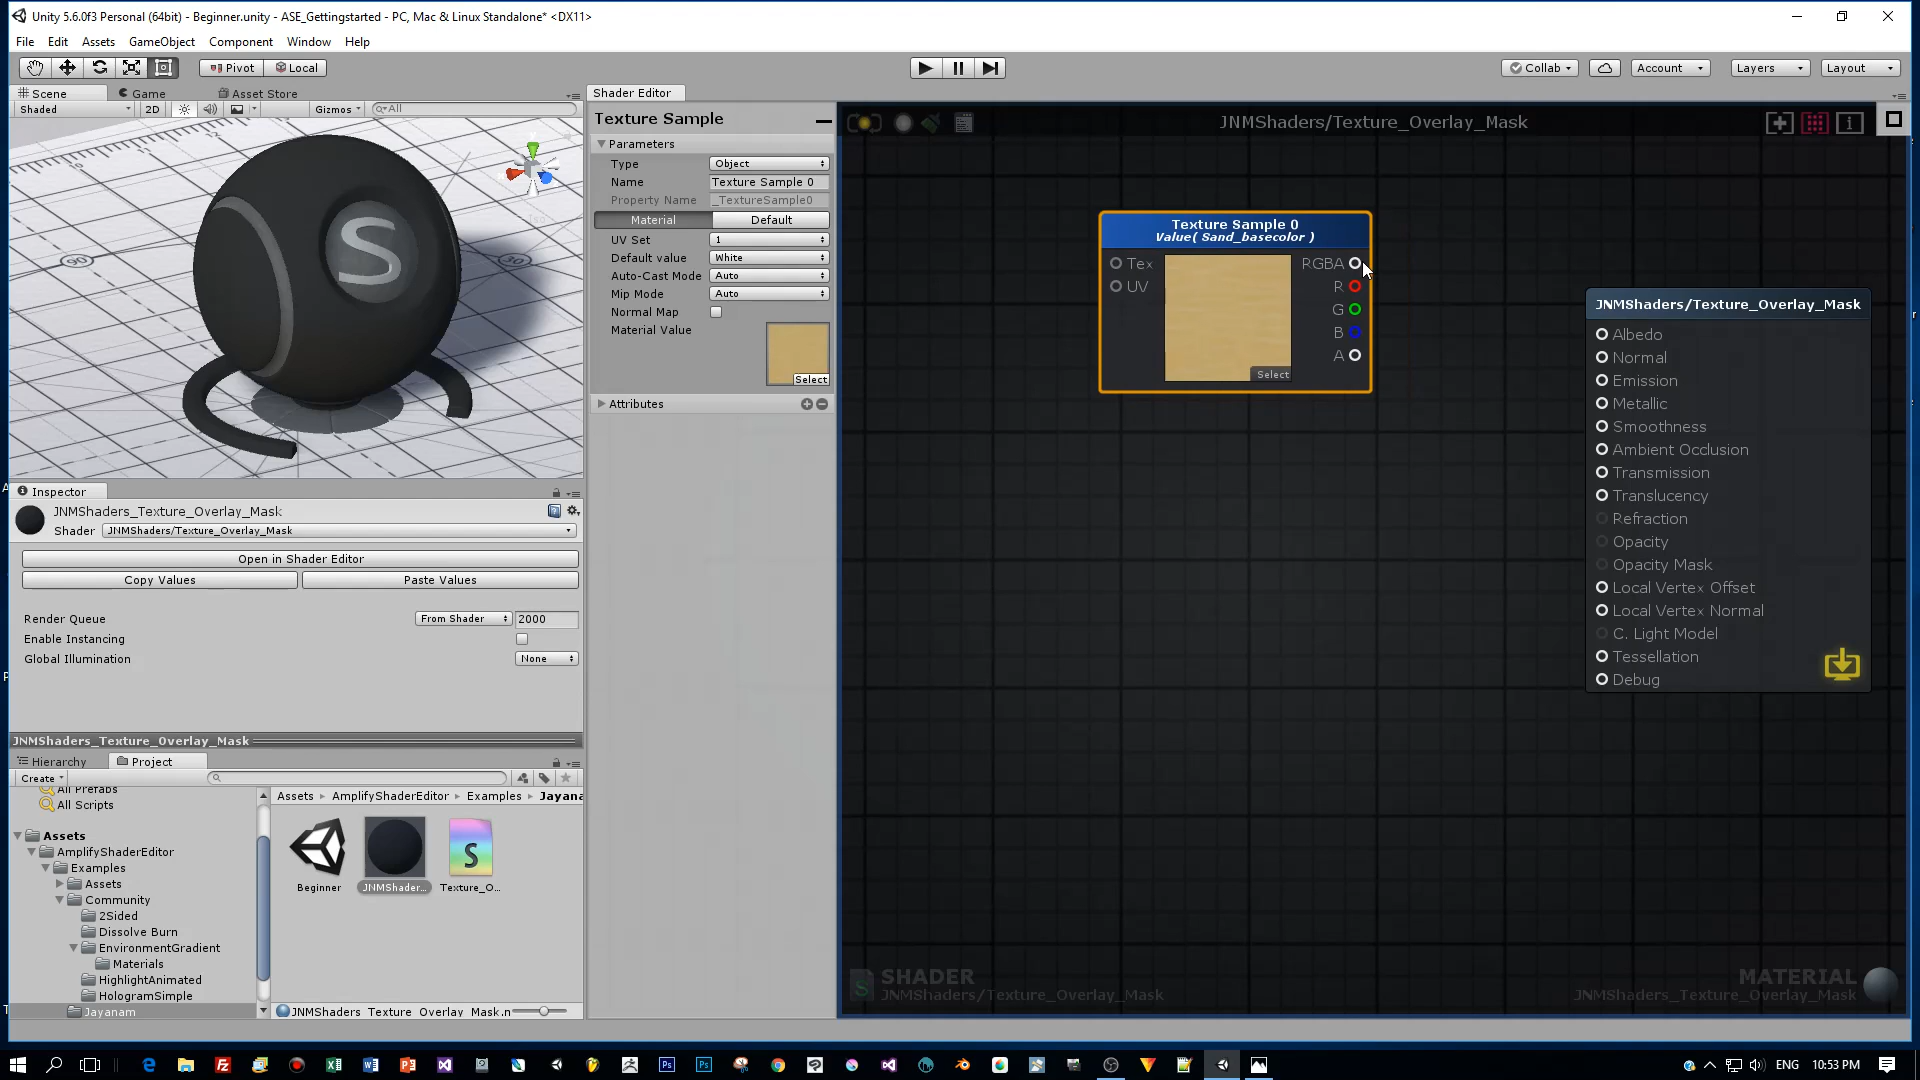 Unity 5.6.0f3 Personal (64bit) - Beginner.unity - ASE_Gettingstarted - PC, Mac & Linux Standalone* <DX11>
File Edit Assets GameObject Component Window Help
Pivot Local Collab Account Layers Layout
Scene Game Asset Store
Shaded 2D Gizmos All
y
Iso
S
Inspector
JNMShaders_Texture_Overlay_Mask
Shader JNMShaders/Texture_Overlay_Mask
Open in Shader Editor
Copy Values Paste Values
Render Queue From Shader 2000
Enable Instancing
Global Illumination None
JNMShaders_Texture_Overlay_Mask
Hierarchy Project
Create
All Prefabs
All Scripts
Assets
AmplifyShaderEditor
Examples
Assets
Community
2Sided
Dissolve Burn
EnvironmentGradient
Materials
HighlightAnimated
HologramSimple
Jayanam
Assets AmplifyShaderEditor Examples Jayana
Beginner JNMShader... Texture_O...
JNMShaders_Texture_Overlay_Mask.n
Shader Editor
Texture Sample
Parameters
Type Object
Name Texture Sample 0
Property Name _TextureSample0
Material Default
UV Set 1
Default value White
Auto-Cast Mode Auto
Mip Mode Auto
Normal Map
Material Value
Select
Attributes
JNMShaders/Texture_Overlay_Mask
Texture Sample 0
Value( Sand_basecolor )
Tex RGBA
UV R
G
B
A
Select
JNMShaders/Texture_Overlay_Mask
Albedo
Normal
Emission
Metallic
Smoothness
Ambient Occlusion
Transmission
Translucency
Refraction
Opacity
Opacity Mask
Local Vertex Offset
Local Vertex Normal
C. Light Model
Tessellation
Debug
SHADER
JNMShaders/Texture_Overlay_Mask
MATERIAL
JNMShaders_Texture_Overlay_Mask
ENG 10:53 PM